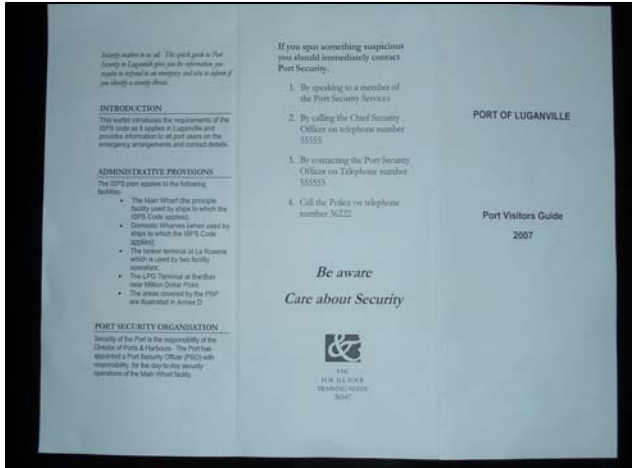 Security matters to us all. This quick guide to Port
Security in Luganville gives you the information you
require to respond to an emergency and who to inform if
you identify a security threat.
INTRODUCTION
This leaflet introduces the requirements of the
ISPS code as it applies in Luganville and
provides information to all port users on the
emergency arrangements and contact details.
ADMINISTRATIVE PROVISIONS
The ISPS plan applies to the following
facilities:
• The Main Wharf (the principle
facility used by ships to which the
ISPS Code applies);
• Domestic Wharves (when used by
ships to which the ISPS Code
applies);
• The tanker terminal at La Roseria
which is used by two facility
operators;
• The LPG Terminal at BanBan
near Million Dollar Point
• The areas covered by the PSP
are illustrated in Annex D
PORT SECURITY ORGANISATION
Security of the Port is the responsibility of the
Director of Ports & Harbours. The Port has
appointed a Port Security Officer (PSO) with
responsibility, for the day-to-day security
operations of the Main Wharf facility
If you spot something suspicious
you should immediately contact
Port Security.
1. By speaking to a member of
the Port Security Services
2. By calling the Chief Security
Officer on telephone number
55555
3. By contacting the Port Security
Officer on Telephone number
555555
4. Call the Police on telephone
number 36222
Be aware
Care about Security
&
FOR ALL YOUR
TRAINING NEEDS
PORT OF LUGANVILLE
Port Visitors Guide
2007